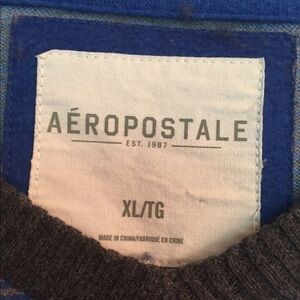 AÉROPOSTALE
EST. 1987
XL/TG
MADE IN CHINA/FABRIQUÉ EN CHINE